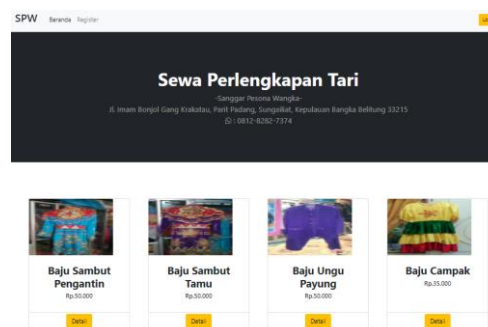 SPW Beranda Register
Sewa Perlengkapan Tari
-Sanggar Pesona Wangka-
Jl. Imam Bonjol Gang Krakatau, Parit Padang, Sungailiat, Kepulauan Bangka Belitung 33215
: 0812-8282-7374
Baju Sambut Pengantin
Rp.50.000
Detail
Baju Sambut Tamu
Rp.50.000
Detail
Baju Ungu Payung
Rp.50.000
Detail
Baju Campak
Rp.35.000
Detail